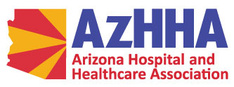 AzHHA
Arizona Hospital and
Healthcare Association